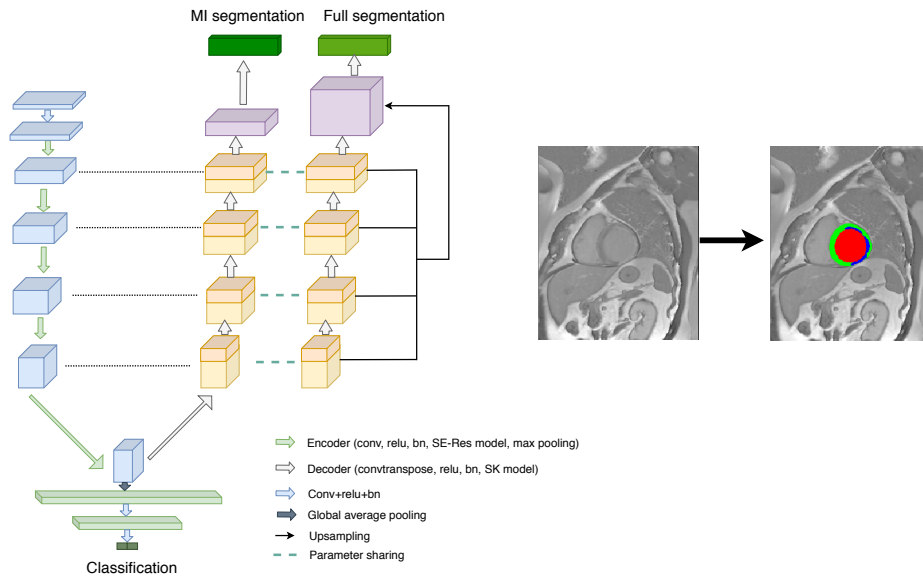 MI segmentation
Full segmentation
Encoder (conv, relu, bn, SE-Res model, max pooling)
Decoder (convtranspose, relu, bn, SK model)
Conv+relu+bn
Global average pooling
Upsampling
Parameter sharing
Classification